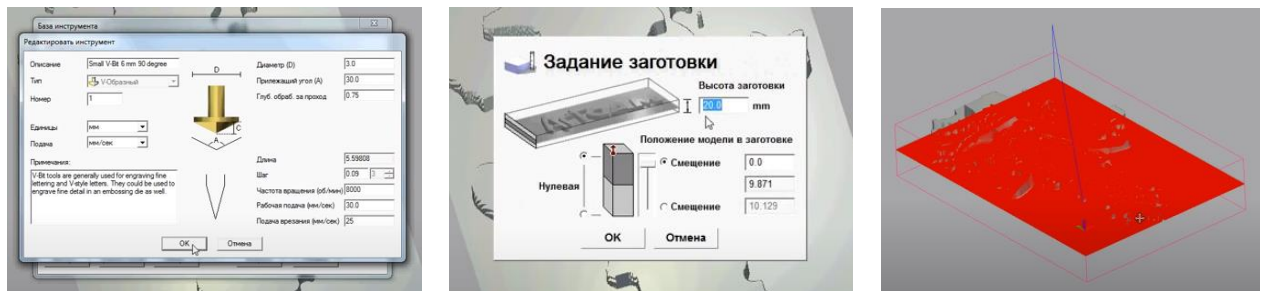 База инструмента
Редактировать инструмент
Описание Small V-Bit 6 mm 90 degree
Тип V-Образный
Номер 1
Единицы мм
Подача мм/сек
Примечания:
V-Bit tools are generally used for engraving fine
lettering and V-style letters. They could be used to
engrave fine detail in an embossing die as well.
D
C
A
Диаметр (D) 3.0
Прилежащий угол (A) 30.0
Глуб. обраб. за проход 0.75
Длина 5.59808
Шаг 0.09 3
Частота вращения (об/мин) 8000
Рабочая подача (мм/сек) 30.0
Подача врезания (мм/сек) 25
OK Отмена
Задание заготовки
Высота заготовки
20.0 mm
Положение модели в заготовке
Нулевая
Смещение 0.0
9.871
Смещение 10.129
OK Отмена